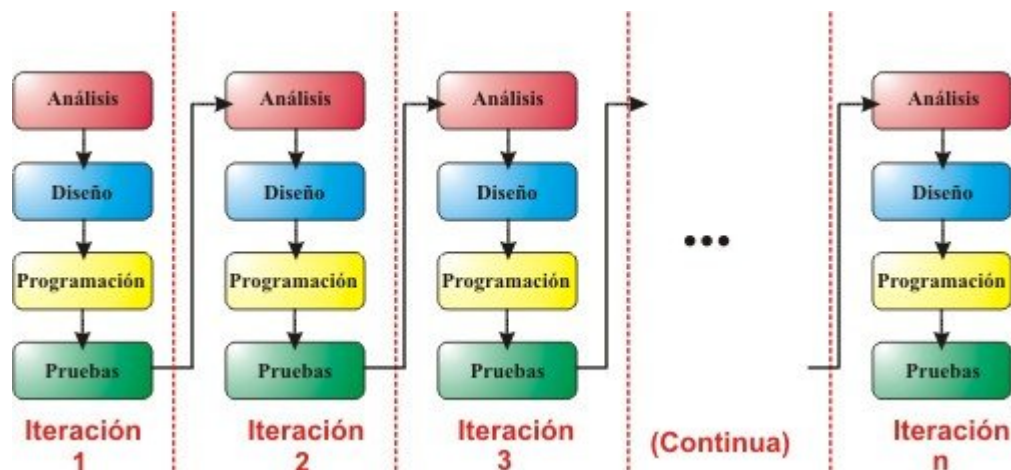 Análisis
Diseño
Programación
Pruebas
Iteración
1
Análisis
Diseño
Programación
Pruebas
Iteración
2
Análisis
Diseño
Programación
Pruebas
Iteración
3
•••
(Continua)
Análisis
Diseño
Programación
Pruebas
Iteración
n